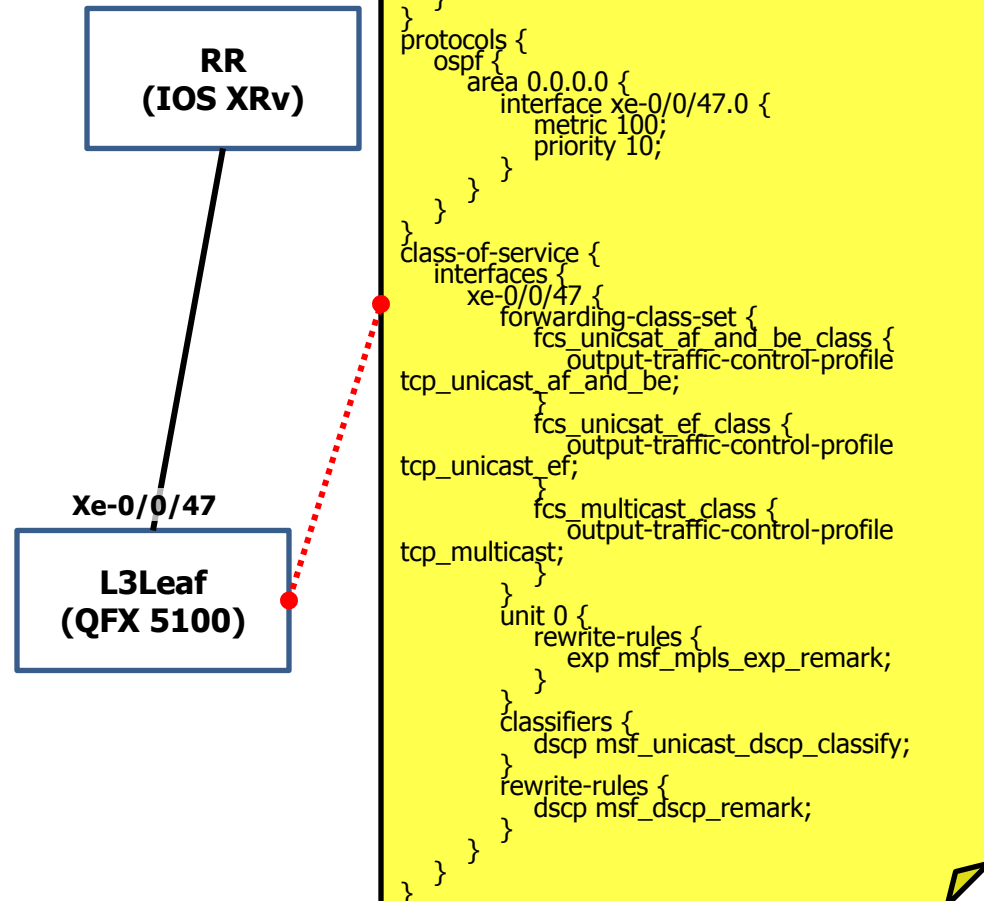 RR
(IOS XRv)
Xe-0/0/47
L3Leaf
(QFX 5100)
}
}
protocols {
ospf {
area 0.0.0.0 {
interface xe-0/0/47.0 {
metric 100;
priority 10;
}
}
}
}
class-of-service {
interfaces {
xe-0/0/47 {
forwarding-class-set {
fcs_unicsat_af_and_be_class {
output-traffic-control-profile
tcp_unicast_af_and_be;
}
fcs_unicsat_ef_class {
output-traffic-control-profile
tcp_unicast_ef;
}
fcs_multicast_class {
output-traffic-control-profile
tcp_multicast;
}
}
unit 0 {
rewrite-rules {
exp msf_mpls_exp_remark;
}
}
classifiers {
dscp msf_unicast_dscp_classify;
}
rewrite-rules {
dscp msf_dscp_remark;
}
}
}
}